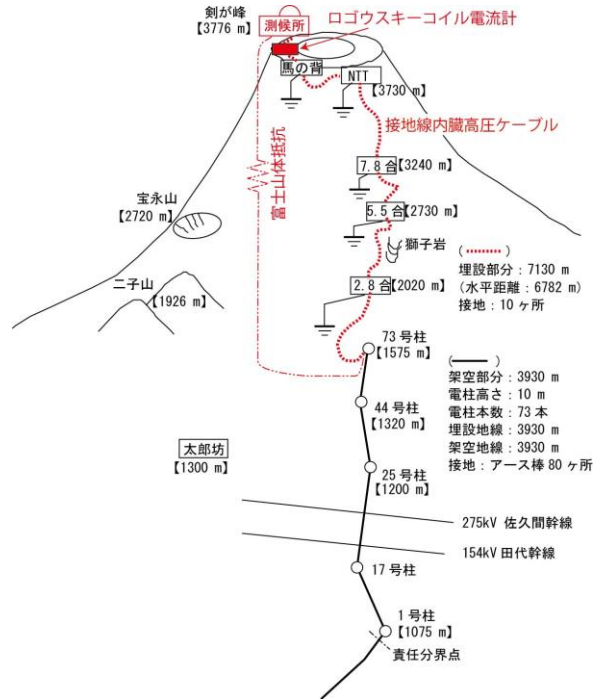 剣が峰
【3776 m】
測候所
ロゴウスキーコイル電流計
馬の背
NTT
【3730 m】
接地線内臓高圧ケーブル
富士山体抵抗
7.8 合【3240 m】
5.5 合【2730 m】
獅子岩
2.8 合【2020 m】
宝永山
【2720 m】
二子山
【1926 m】
( )
埋設部分：7130 m
(水平距離：6782 m)
接地：10 ヶ所
73 号柱
【1575 m】
( )
架空部分：3930 m
電柱高さ：10 m
電柱本数：73 本
埋設地線：3930 m
架空地線：3930 m
接地：アース棒 80 ヶ所
44 号柱
【1320 m】
太郎坊
【1300 m】
25 号柱
【1200 m】
275kV 佐久間幹線
154kV 田代幹線
17 号柱
1 号柱
【1075 m】
責任分界点